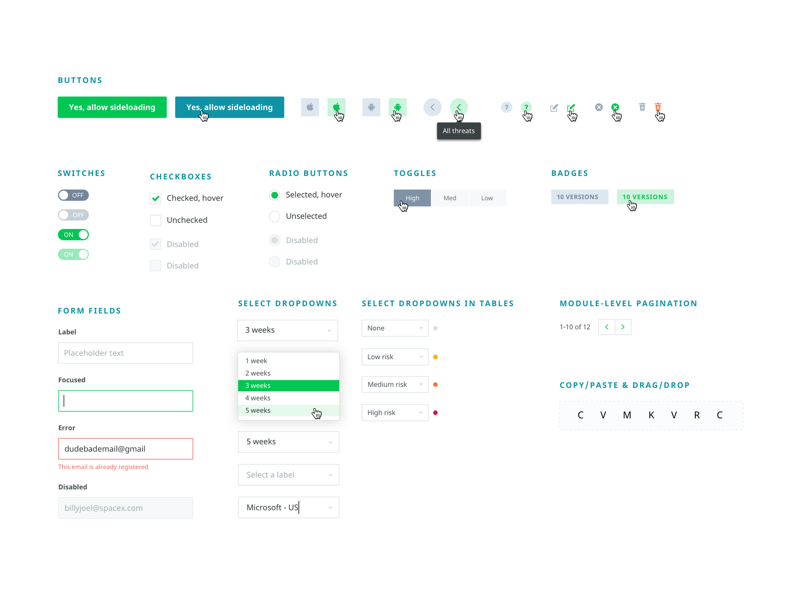 BUTTONS
Yes, allow sideloading
Yes, allow sideloading
?
?
All threats
SWITCHES
OFF
OFF
ON
ON
CHECKBOXES
Checked, hover
Unchecked
Disabled
Disabled
RADIO BUTTONS
Selected, hover
Unselected
Disabled
Disabled
TOGGLES
High Med Low
BADGES
10 VERSIONS
10 VERSIONS
FORM FIELDS
Label
Placeholder text
Focused
Error
dudebademail@gmail
This email is already registered
Disabled
billyjoel@spacex.com
SELECT DROPDOWNS
3 weeks
1 week
2 weeks
3 weeks
4 weeks
5 weeks
5 weeks
Select a label
Microsoft - US
SELECT DROPDOWNS IN TABLES
None
Low risk
Medium risk
High risk
MODULE-LEVEL PAGINATION
1-10 of 12
COPY/PASTE & DRAG/DROP
C V M K V R C